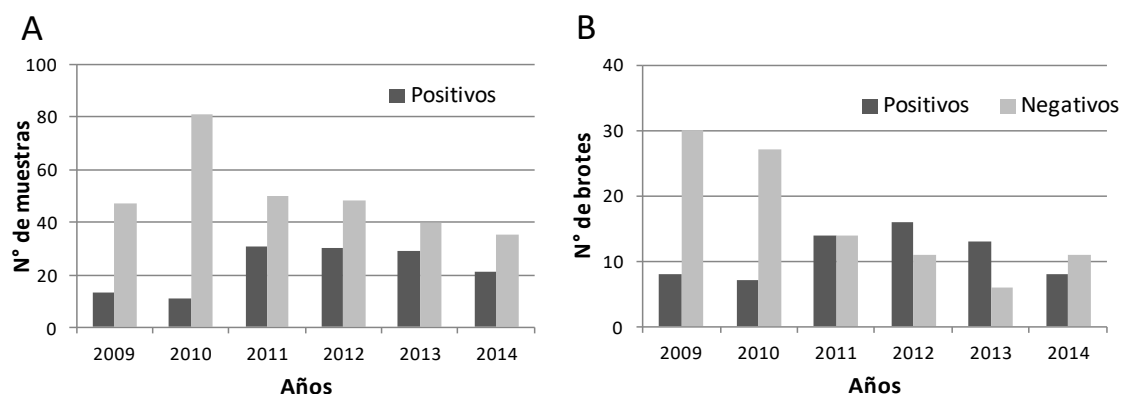 A
100
80
60
40
20
0
N° de muestras
Positivos
2009 2010 2011 2012 2013 2014
Años
B
40
30
20
10
0
N° de brotes
Positivos Negativos
2009 2010 2011 2012 2013 2014
Años